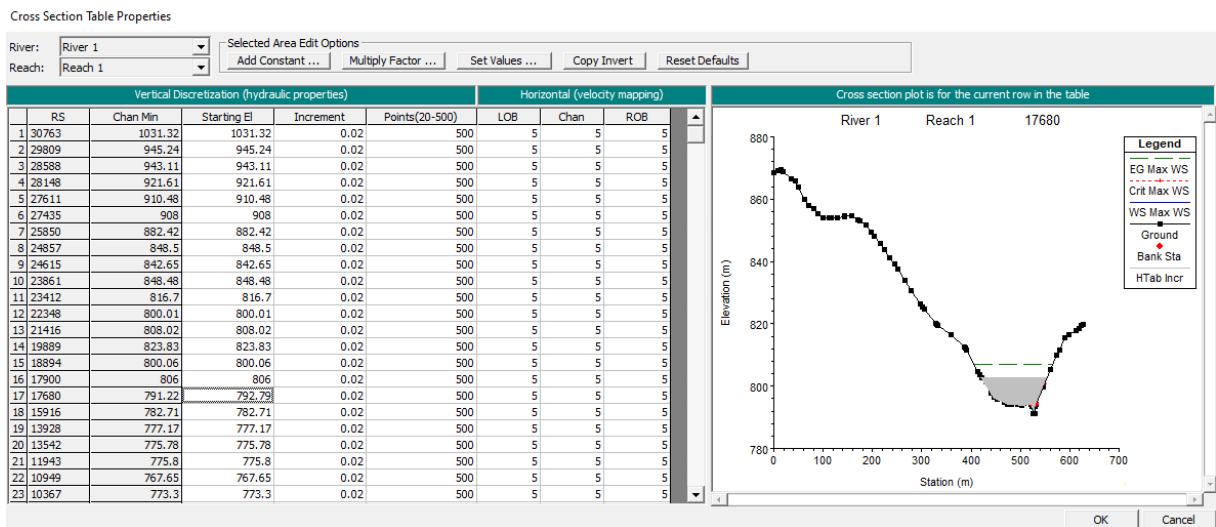 Cross Section Table Properties
River: River 1
Reach: Reach 1
Selected Area Edit Options
Add Constant ... Multiply Factor ... Set Values ... Copy Invert Reset Defaults
Vertical Discretization (hydraulic properties) Horizontal (velocity mapping)
RS Chan Min Starting El Increment Points(20-500) LOB Chan ROB
1 30763 1031.32 1031.32 0.02 500 5 5 5
2 29809 945.24 945.24 0.02 500 5 5 5
3 28588 943.11 943.11 0.02 500 5 5 5
4 28148 921.61 921.61 0.02 500 5 5 5
5 27611 910.48 910.48 0.02 500 5 5 5
6 27435 908 908 0.02 500 5 5 5
7 25850 882.42 882.42 0.02 500 5 5 5
8 24857 848.5 848.5 0.02 500 5 5 5
9 24615 842.65 842.65 0.02 500 5 5 5
10 23861 848.48 848.48 0.02 500 5 5 5
11 23412 816.7 816.7 0.02 500 5 5 5
12 22348 800.01 800.01 0.02 500 5 5 5
13 21416 808.02 808.02 0.02 500 5 5 5
14 19889 823.83 823.83 0.02 500 5 5 5
15 18894 800.06 800.06 0.02 500 5 5 5
16 17900 806 806 0.02 500 5 5 5
17 17680 791.22 792.79 0.02 500 5 5 5
18 15916 782.71 782.71 0.02 500 5 5 5
19 13928 777.17 777.17 0.02 500 5 5 5
20 13542 775.78 775.78 0.02 500 5 5 5
21 11943 775.8 775.8 0.02 500 5 5 5
22 10949 767.65 767.65 0.02 500 5 5 5
23 10367 773.3 773.3 0.02 500 5 5 5
Cross section plot is for the current row in the table
River 1 Reach 1 17680
880
860
840
820
800
780
Elevation (m)
0 100 200 300 400 500 600 700
Station (m)
Legend
EG Max WS
Crit Max WS
WS Max WS
Ground
Bank Sta
HTab Incr
OK Cancel